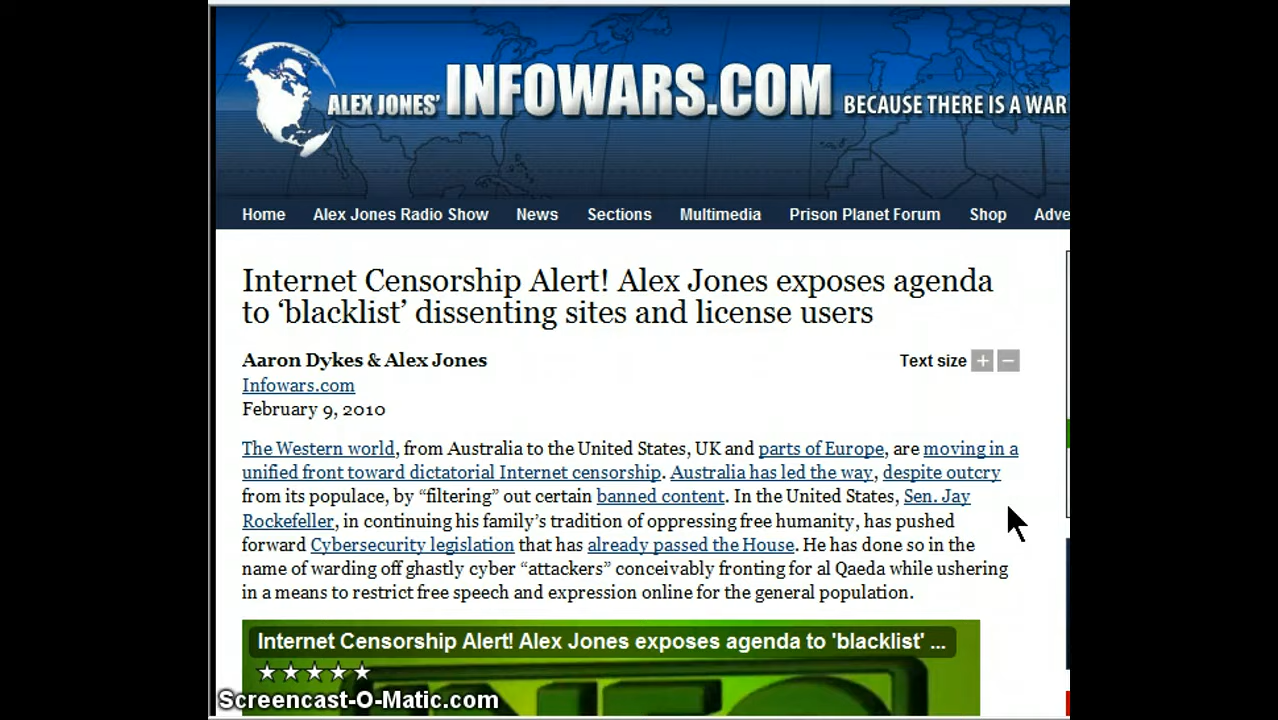 ALEX JONES' INFOWARS.COM BECAUSE THERE IS A WAR
Home Alex Jones Radio Show News Sections Multimedia Prison Planet Forum Shop Adve
Internet Censorship Alert! Alex Jones exposes agenda
to ‘blacklist’ dissenting sites and license users
Aaron Dykes & Alex Jones Text size + −
Infowars.com
February 9, 2010
The Western world, from Australia to the United States, UK and parts of Europe, are moving in a
unified front toward dictatorial Internet censorship. Australia has led the way, despite outcry
from its populace, by “filtering” out certain banned content. In the United States, Sen. Jay
Rockefeller, in continuing his family’s tradition of oppressing free humanity, has pushed
forward Cybersecurity legislation that has already passed the House. He has done so in the
name of warding off ghastly cyber “attackers” conceivably fronting for al Qaeda while ushering
in a means to restrict free speech and expression online for the general population.
Internet Censorship Alert! Alex Jones exposes agenda to 'blacklist' ...
Screencast-O-Matic.com